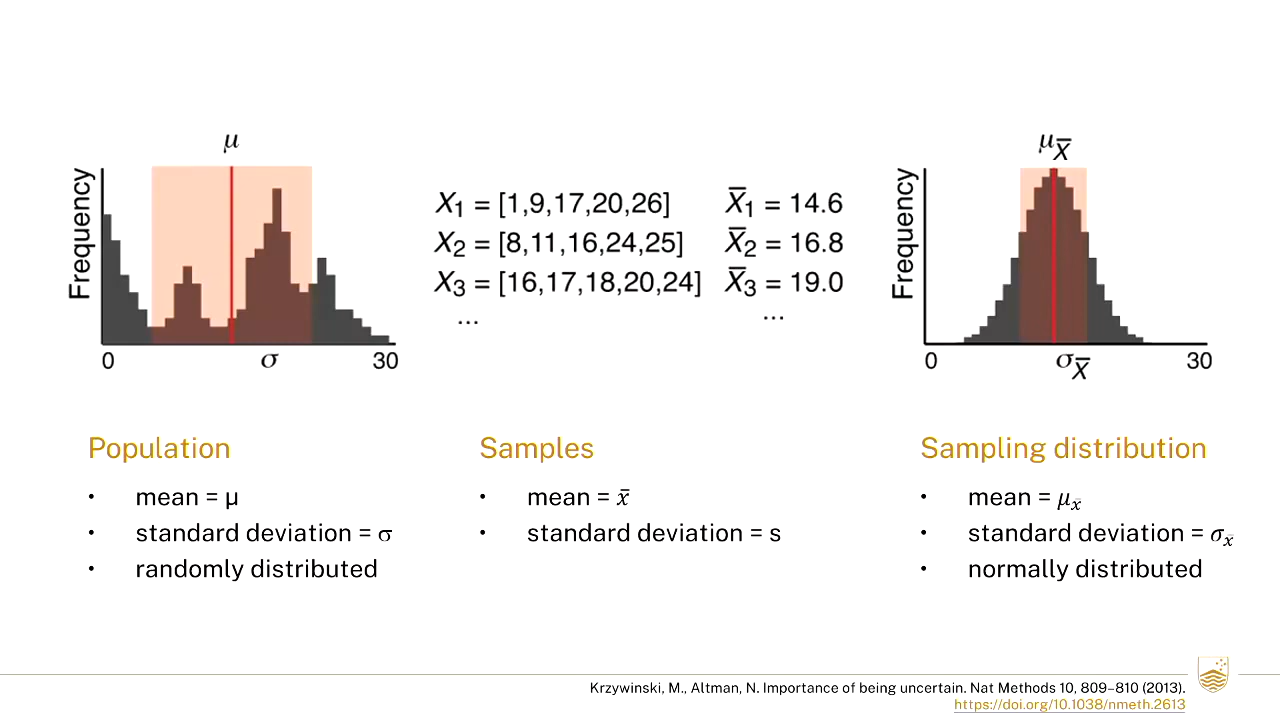 μ
Frequency
0
σ
30
X₁ = [1,9,17,20,26]
X̅₁ = 14.6
X₂ = [8,11,16,24,25]
X̅₂ = 16.8
X₃ = [16,17,18,20,24]
X̅₃ = 19.0
...
...
μ_X̅
Frequency
0
σ_X̅
30
Population
• mean = μ
• standard deviation = σ
• randomly distributed
Samples
• mean = x̄
• standard deviation = s
Sampling distribution
• mean = μ_x̄
• standard deviation = σ_x̄
• normally distributed
Krzywinski, M., Altman, N. Importance of being uncertain. Nat Methods 10, 809–810 (2013).
https://doi.org/10.1038/nmeth.2613